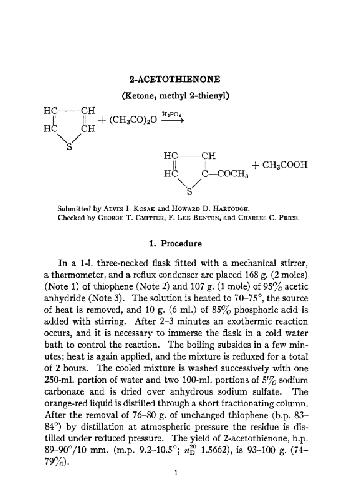 2-ACETOTHIENONE
(Ketone, methyl 2-thienyl)
HC CH
HC CH + (CH3CO)2O H3PO4
S
HC CH
HC C—COCH3 + CH3COOH
S
Submitted by ALVIN I. KOSAK and HOWARD D. HARTOUGH.
Checked by GEORGE T. GMITTER, F. LEE BENTON, and CHARLES C. PRICE.
1. Procedure
In a 1-l. three-necked flask fitted with a mechanical stirrer,
a thermometer, and a reflux condenser are placed 168 g. (2 moles)
(Note 1) of thiophene (Note 2) and 107 g. (1 mole) of 95% acetic
anhydride (Note 3). The solution is heated to 70–75°, the source
of heat is removed, and 10 g. (6 ml.) of 85% phosphoric acid is
added with stirring. After 2–3 minutes an exothermic reaction
occurs, and it is necessary to immerse the flask in a cold water
bath to control the reaction. The boiling subsides in a few min-
utes; heat is again applied, and the mixture is refluxed for a total
of 2 hours. The cooled mixture is washed successively with one
250-ml. portion of water and two 100-ml. portions of 5% sodium
carbonate and is dried over anhydrous sodium sulfate. The
orange-red liquid is distilled through a short fractionating column.
After the removal of 76–80 g. of unchanged thiophene (b.p. 83–
84°) by distillation at atmospheric pressure the residue is dis-
tilled under reduced pressure. The yield of 2-acetothienone, b.p.
89–90°/10 mm. (m.p. 9.2–10.5°; n20D 1.5662), is 93–100 g. (74–
79%).
1